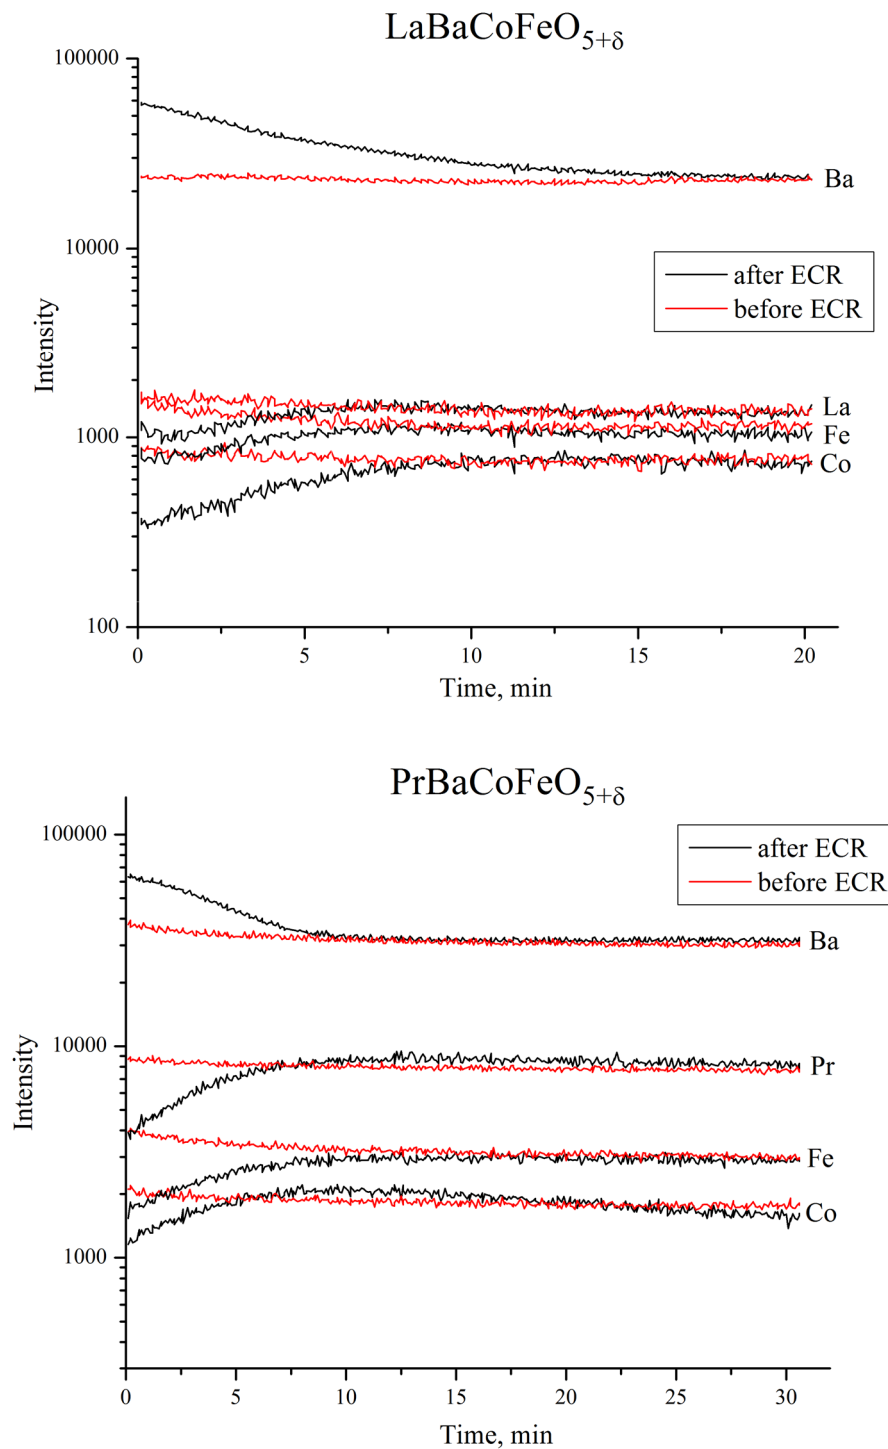 LaBaCoFeO5+δ
100000
10000
1000
100
Intensity
Ba
after ECR
before ECR
La
Fe
Co
0 5 10 15 20
Time, min
PrBaCoFeO5+δ
100000
10000
1000
Intensity
after ECR
before ECR
Ba
Pr
Fe
Co
0 5 10 15 20 25 30
Time, min